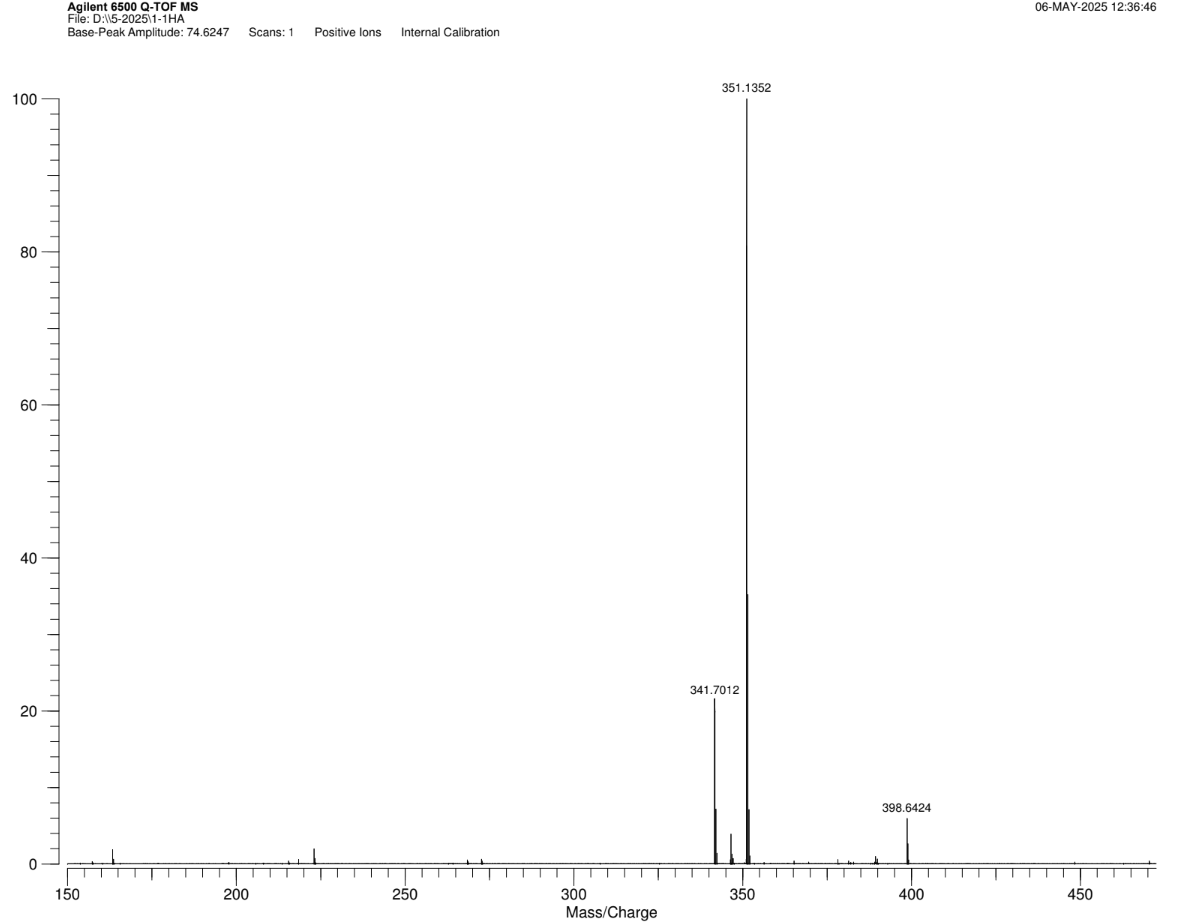 Agilent 6500 Q-TOF MS 06-MAY-2025 12:36:46
File: D:\\5-2025\1-1HA
Base-Peak Amplitude: 74.6247 Scans: 1 Positive Ions Internal Calibration
351.1352
100
80
60
40
341.7012
20
398.6424
0
150 200 250 300 350 400 450
Mass/Charge